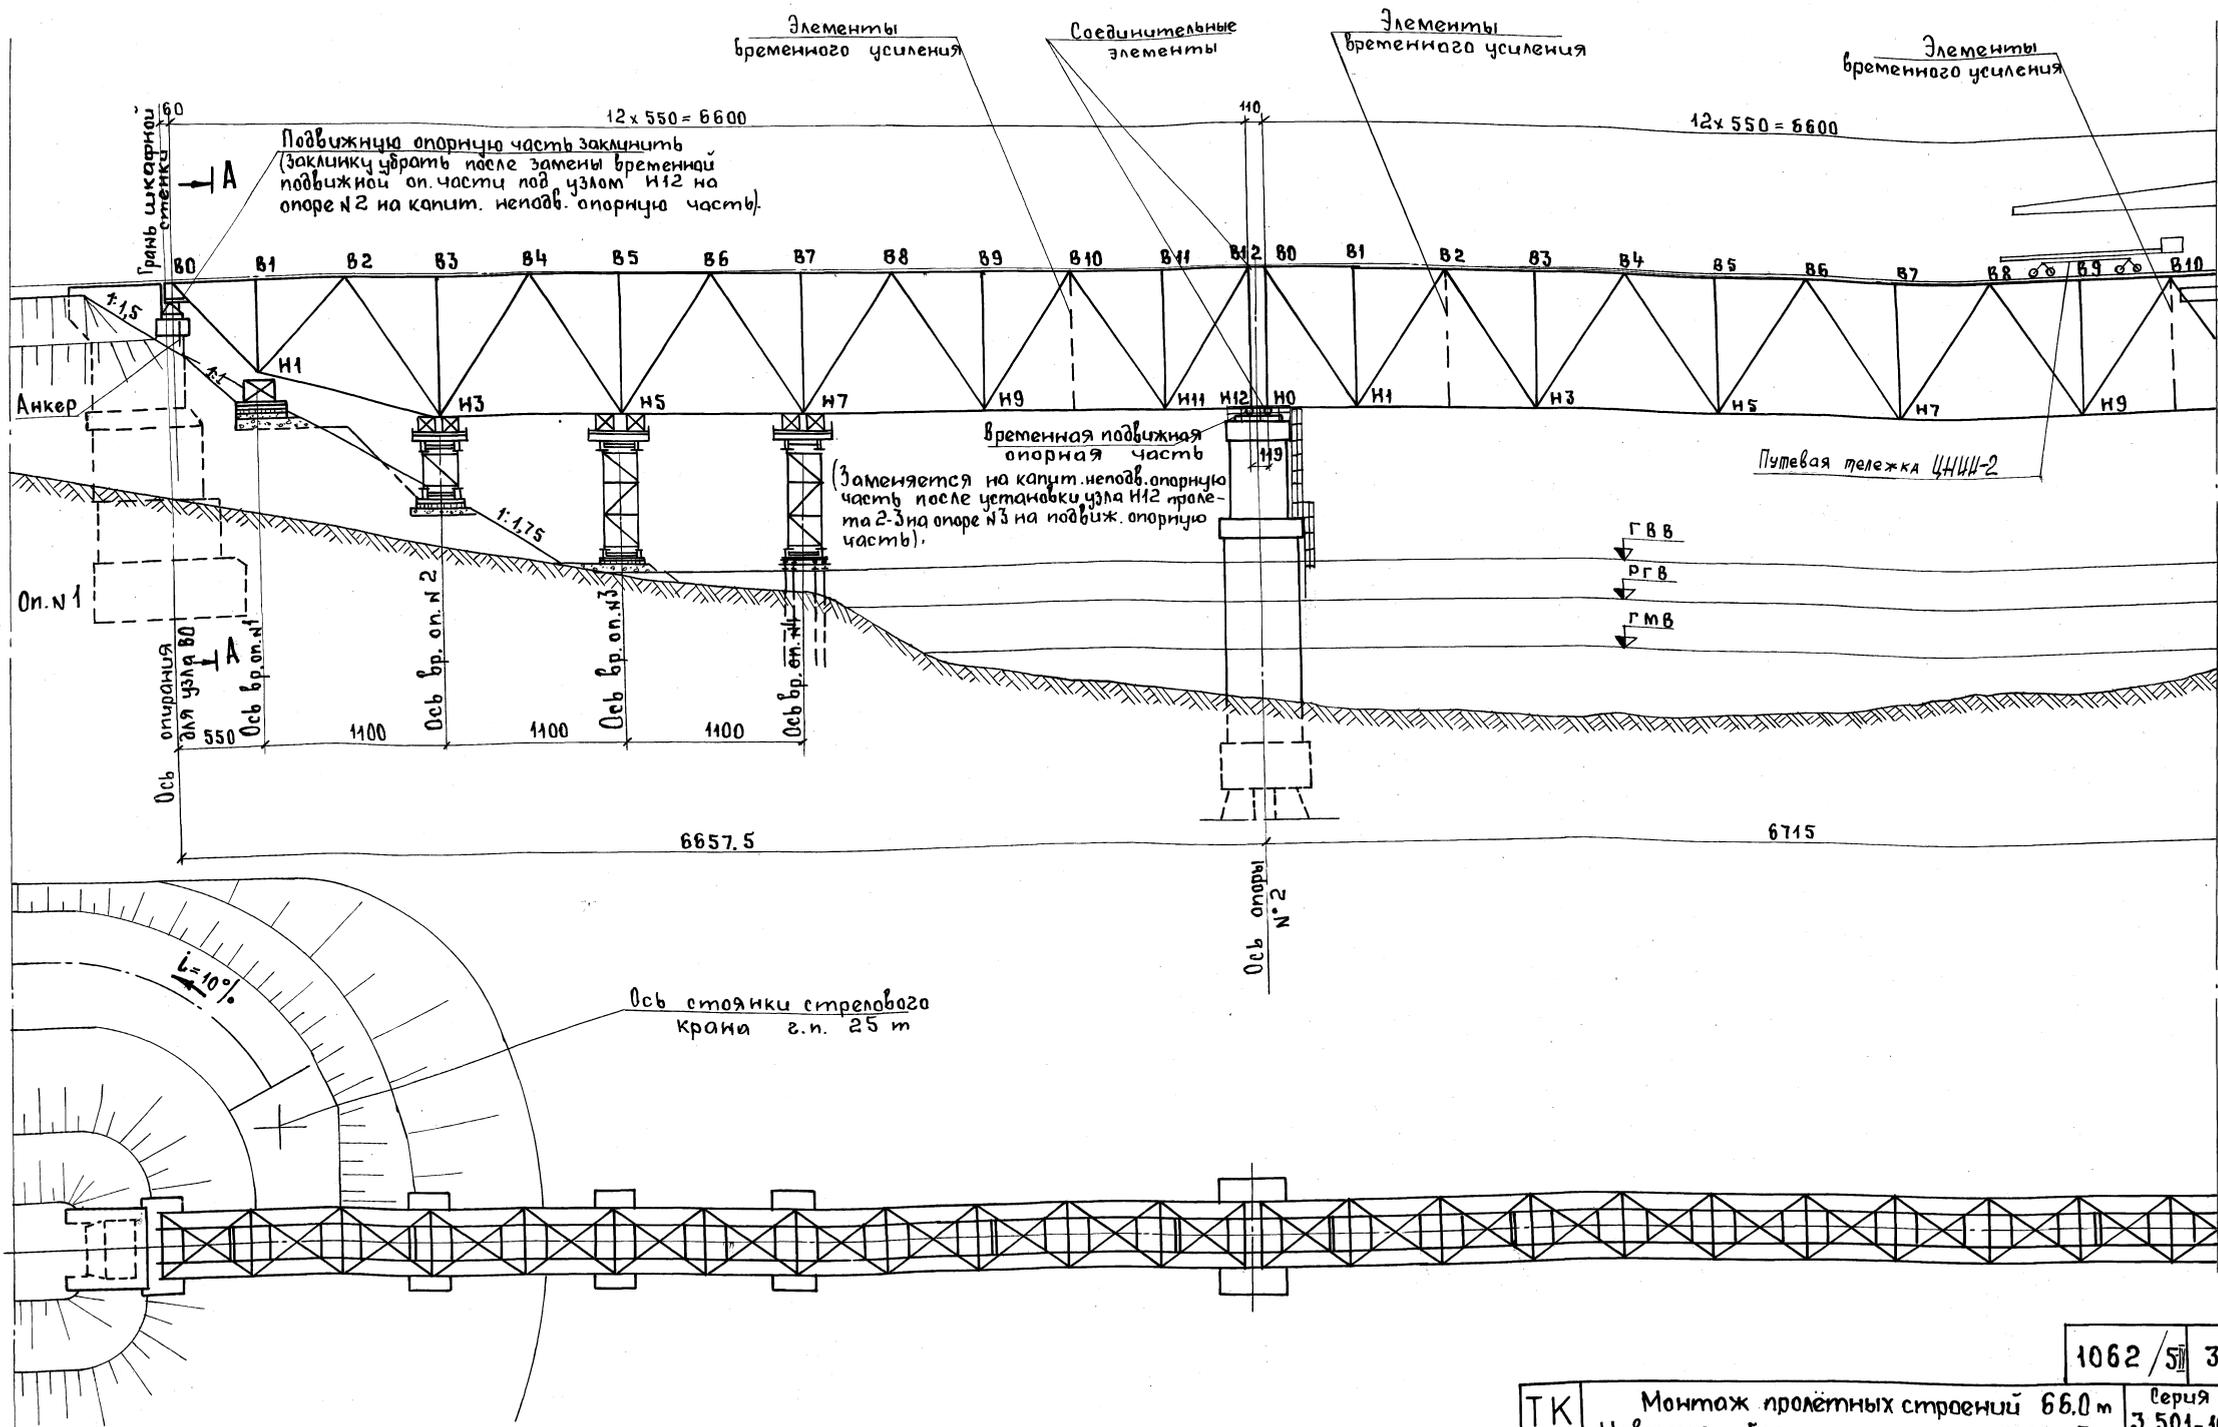 Элементы
временного усиления
Соединительные
элементы
Элементы
временного усиления
Элементы
временного усиления
Грань шкафной
стенки
60
12 x 550 = 6600
110
12 x 550 = 6600
Подвижную опорную часть заклинить
(Заклинку убрать после замены временной
подвижной оп. части под узлом Н12 на
опоре N2 на капит. неподв. опорную часть).
А
В0 В1 В2 В3 В4 В5 В6 В7 В8 В9 В10 В11 В12 В0 В1 В2 В3 В4 В5 В6 В7 В8 В9 В10
1:1,5
1:1
Анкер
Н1 Н3 Н5 Н7 Н9 Н11 Н12 Н0 Н1 Н3 Н5 Н7 Н9
Временная подвижная
опорная часть
119
(Заменяется на капит.неподв.опорную
часть после установки узла Н12 проле-
та 2-3 на опоре N3 на подвиж. опорную
часть).
Путевая тележка ЦНИИ-2
1:1,75
ГВВ
РГВ
ГМВ
Оп. N1
А
Ось опирания
для узла В0
Ось вр. оп. N1
Ось вр. оп. N2
Ось вр. оп. N3
Ось вр. оп. N4
550
1100
1100
1100
6657.5
6715
Ось опоры
N° 2
i=10%
Ось стоянки стрелового
крана г.п. 25 т
1062 /5
3
ТК
Монтаж пролётных строений 66.0 m
Серия